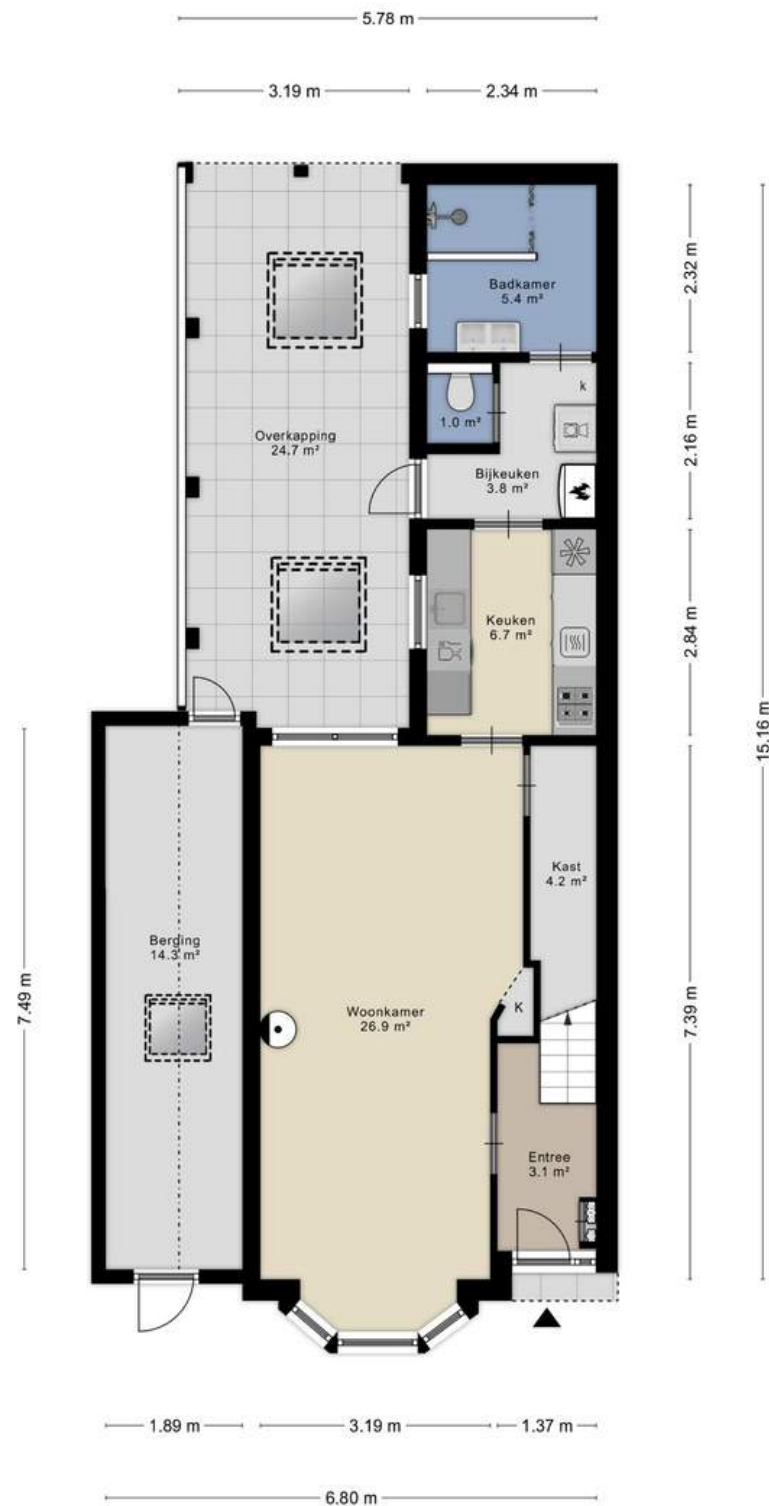 5.78 m
3.19 m
2.34 m
Badkamer
5.4 m²
2.32 m
k
1.0 m²
Overkapping
24.7 m²
Bijkeuken
3.8 m²
2.16 m
Keuken
6.7 m²
2.84 m
15.16 m
Kast
4.2 m²
Berging
14.3 m²
7.49 m
Woonkamer
26.9 m²
K
7.39 m
Entree
3.1 m²
1.89 m
3.19 m
1.37 m
6.80 m